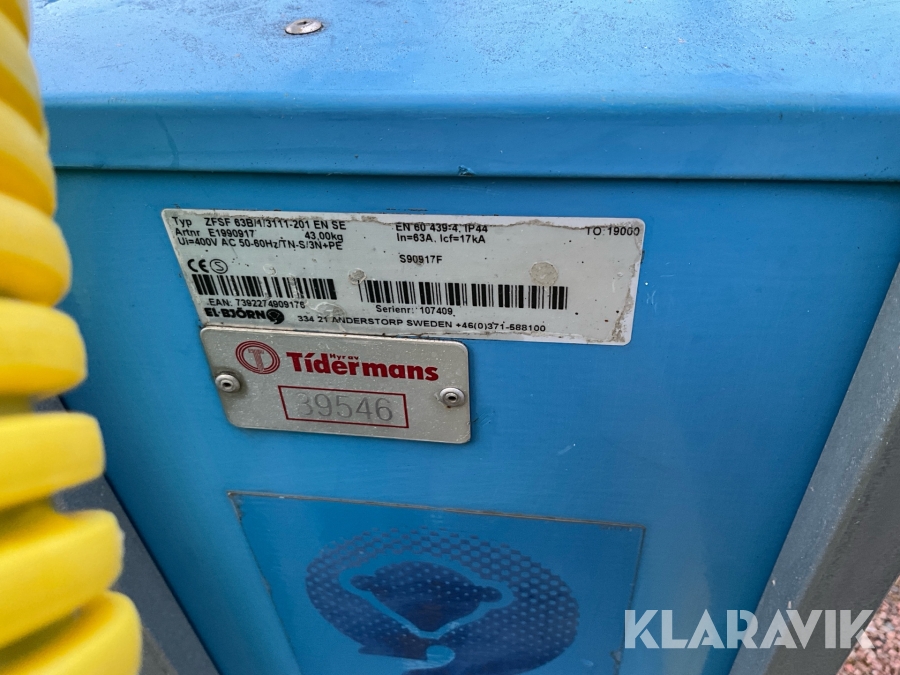 Typ ZFSF 63B/1/3111-201 EN SE EN 60 439-4, IP44 TO 19000
Artnr E1990917 43,00kg In=63A, Icf=17kA
Ui=400V AC 50-60Hz/TN-S/3N+PE
S90917F
CE S
EAN: 7392274909176 Serienr: 107409
EL-BJÖRN 334 21 ANDERSTORP SWEDEN +46(0)371-588100
T Hyr av
Tidermans
39546
KLARAVIK